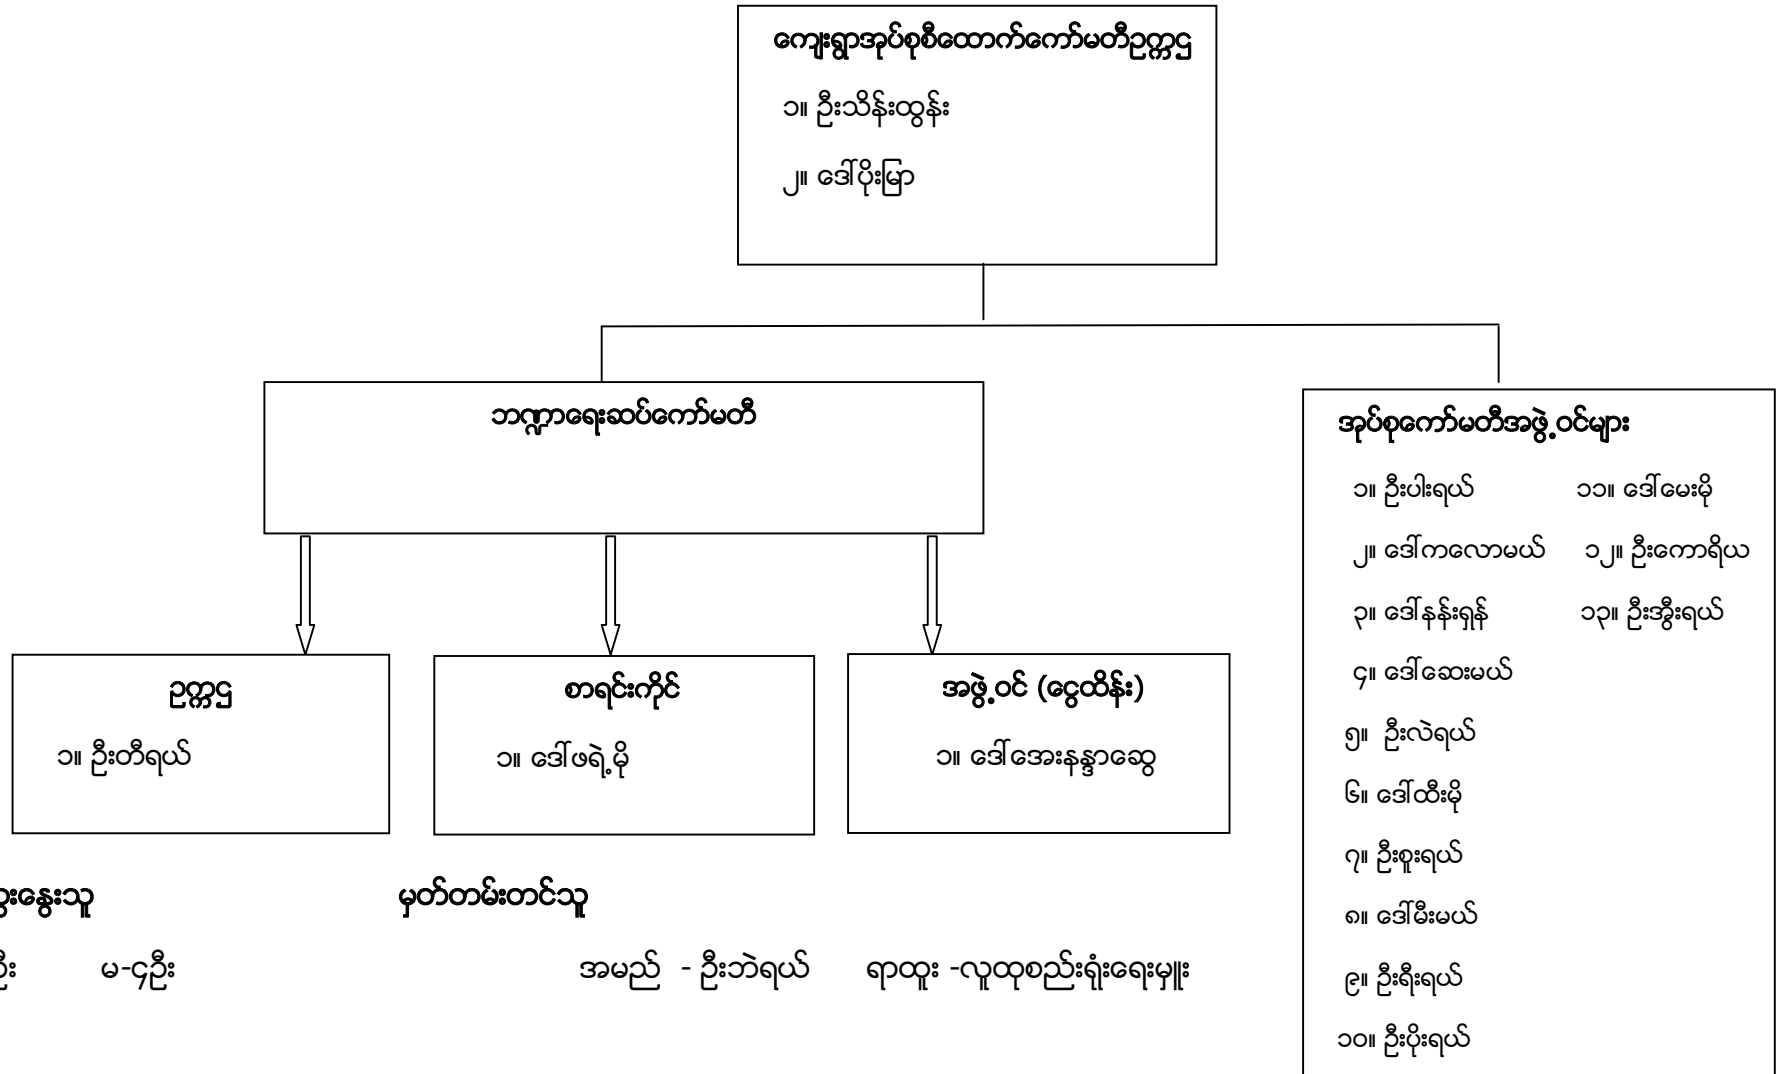 ကျေးရွာအုပ်စုစီထောက်ကော်မတီဥက္ကဌ
၁။ ဦးသိန်းထွန်း
၂။ ဒေါ်ပိုးမြာ
ဘဏ္ဍာရေးဆပ်ကော်မတီ
ဥက္ကဌ
၁။ ဦးတီရယ်
စာရင်းကိုင်
၁။ ဒေါ်ဖရဲ့မို
အဖွဲ့ဝင် (ငွေထိန်း)
၁။ ဒေါ်အေးနန္ဒာဆွေ
အုပ်စုကော်မတီအဖွဲ့ဝင်များ
၁။ ဦးပါးရယ် ၁၁။ ဒေါ်မေးမို
၂။ ဒေါ်ကလောမယ် ၁၂။ ဦးကောရိယ
၃။ ဒေါ်နန်းရှန် ၁၃။ ဦးအွီးရယ်
၄။ ဒေါ်ဆေးမယ်
၅။ ဦးလဲရယ်
၆။ ဒေါ်ထီးမို
၇။ ဦးစူးရယ်
၈။ ဒေါ်မီးမယ်
၉။ ဦးရီးရယ်
၁၀။ ဦးပိုးရယ်
မှတ်တမ်းတင်သူ
ဦး မ-၄ဦး အမည် - ဦးဘဲရယ် ရာထူး -လူထုစည်းရုံးရေးမှူး